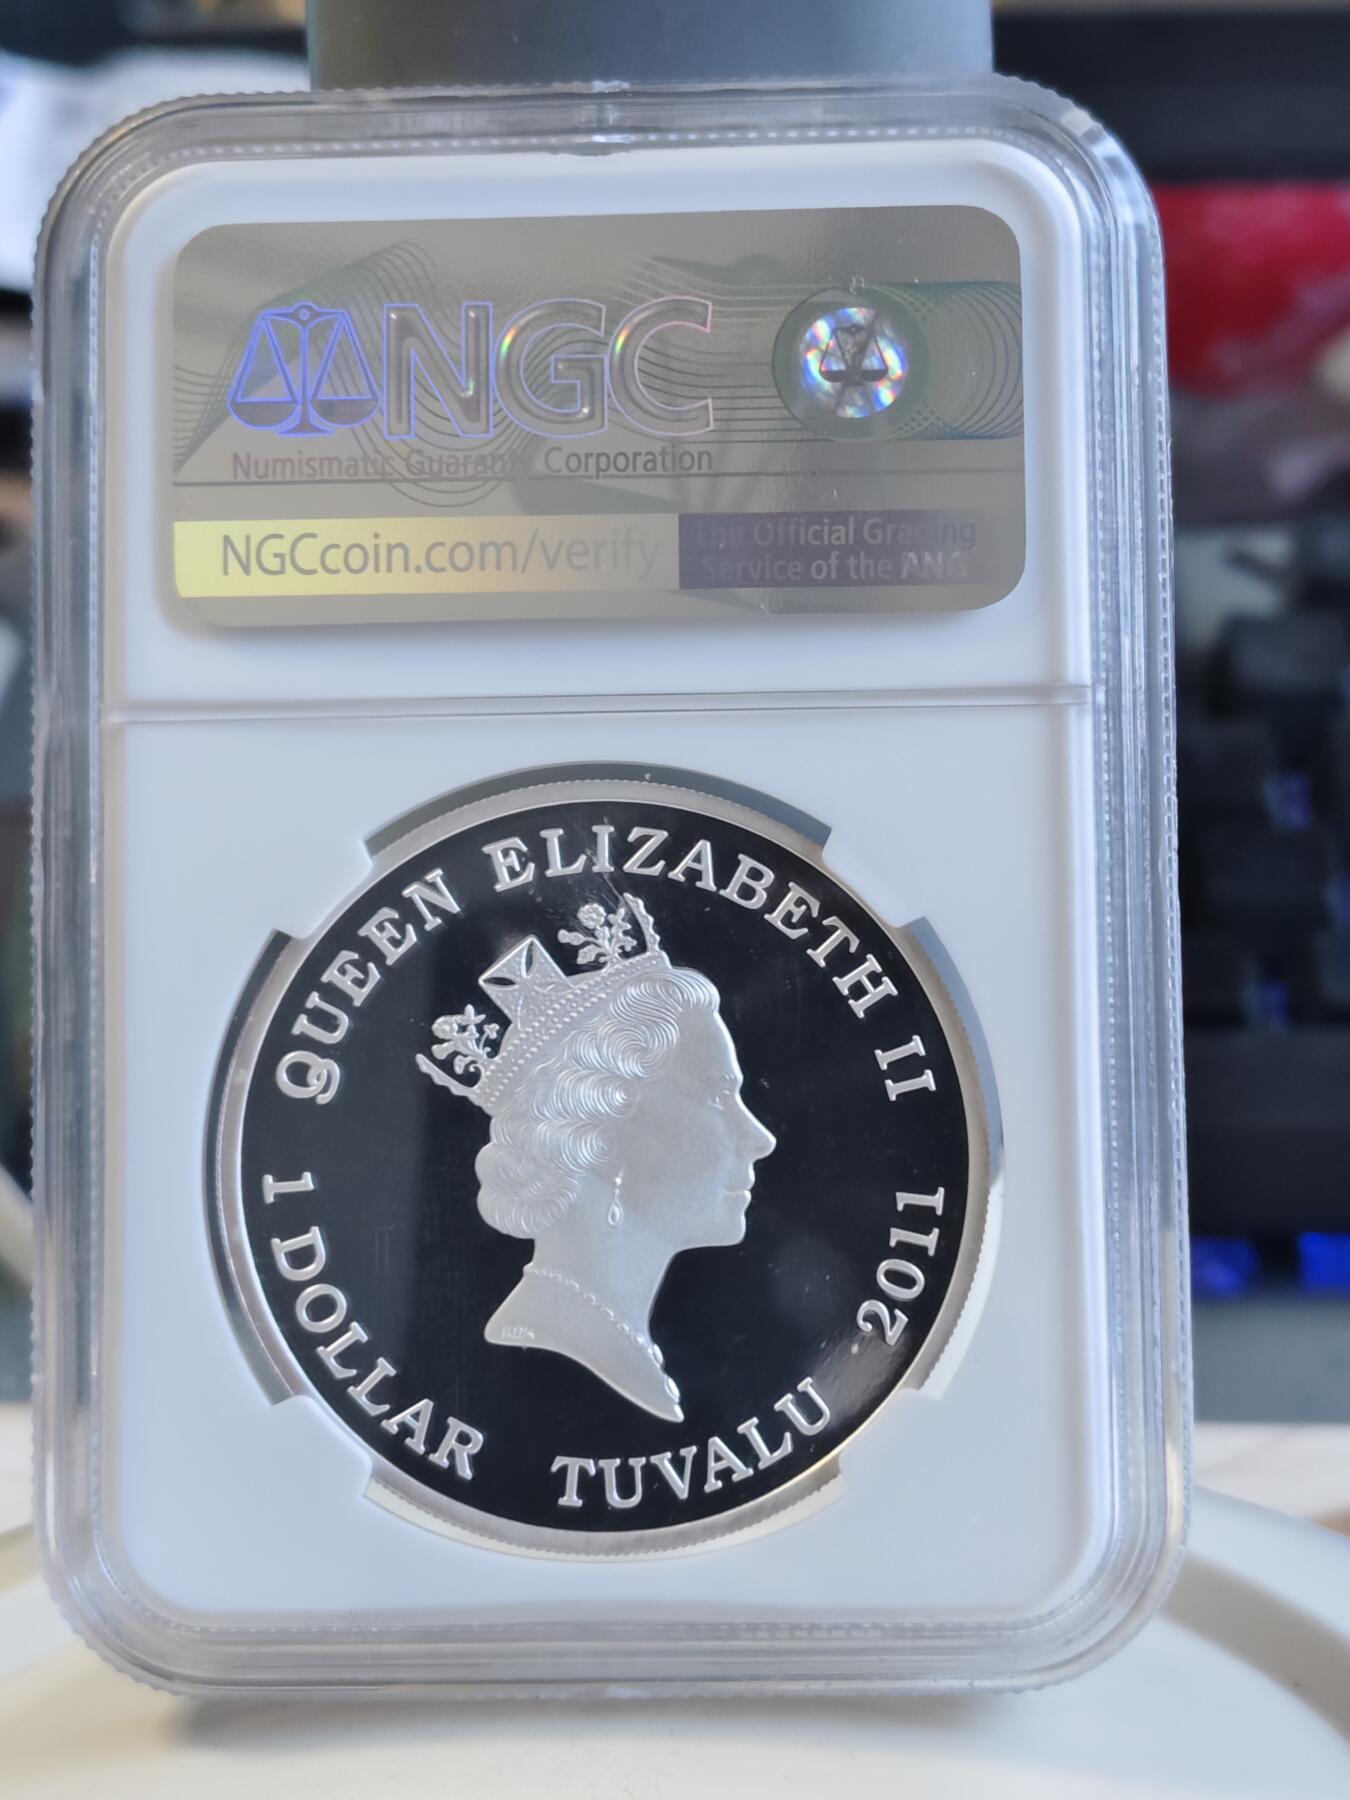 NGC
Numismatic Guaranty Corporation
NGCcoin.com/verify
The Official Grading
Service of the ANG
QUEEN ELIZABETH II
1 DOLLAR TUVALU 2011